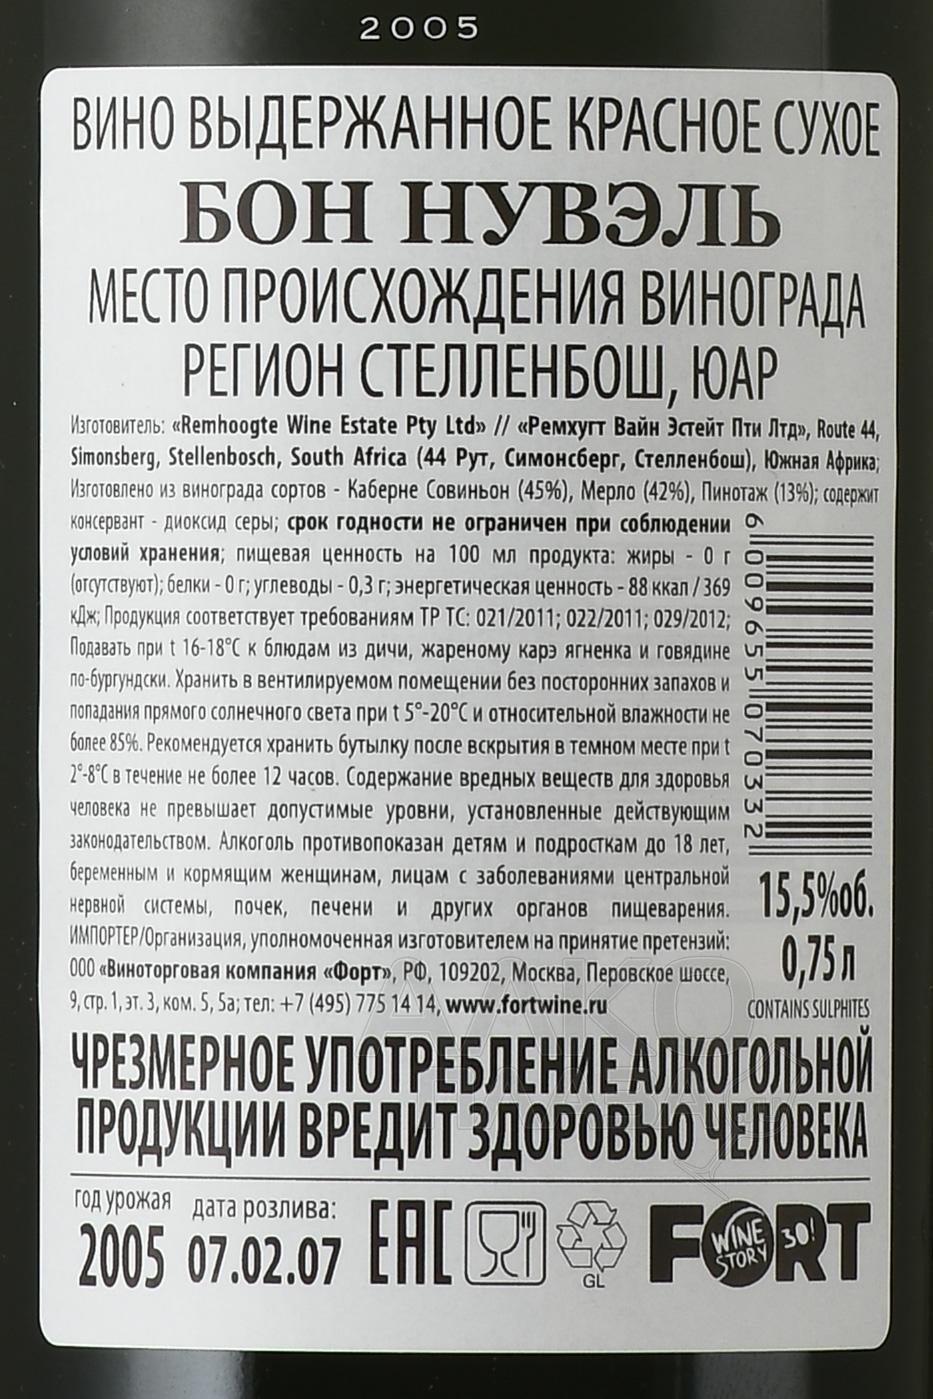 2005
ВИНО ВЫДЕРЖАННОЕ КРАСНОЕ СУХОЕ
БОН НУВЭЛЬ
МЕСТО ПРОИСХОЖДЕНИЯ ВИНОГРАДА
РЕГИОН СТЕЛЛЕНБОШ, ЮАР
Изготовитель: «Remhoogte Wine Estate Pty Ltd» // «Ремхугт Вайн Эстейт Пти Лтд», Route 44,
Simonsberg, Stellenbosch, South Africa (44 Рут, Симонсберг, Стелленбош), Южная Африка;
Изготовлено из винограда сортов - Каберне Совиньон (45%), Мерло (42%), Пинотаж (13%); содержит
консервант - диоксид серы; срок годности не ограничен при соблюдении
условий хранения; пищевая ценность на 100 мл продукта: жиры - 0 г
(отсутствуют); белки - 0 г; углеводы - 0,3 г; энергетическая ценность - 88 ккал / 369
кДж; Продукция соответствует требованиям ТР ТС: 021/2011; 022/2011; 029/2012;
Подавать при t 16-18°С к блюдам из дичи, жареному карэ ягненка и говядине
по-бургундски. Хранить в вентилируемом помещении без посторонних запахов и
попадания прямого солнечного света при t 5°-20°С и относительной влажности не
более 85%. Рекомендуется хранить бутылку после вскрытия в темном месте при t
2°-8°С в течение не более 12 часов. Содержание вредных веществ для здоровья
человека не превышает допустимые уровни, установленные действующим
законодательством. Алкоголь противопоказан детям и подросткам до 18 лет,
беременным и кормящим женщинам, лицам с заболеваниями центральной
нервной системы, почек, печени и других органов пищеварения.
ИМПОРТЕР/Организация, уполномоченная изготовителем на принятие претензий:
ООО «Виноторговая компания «Форт», РФ, 109202, Москва, Перовское шоссе,
9, стр. 1, эт. 3, ком. 5, 5а; тел: +7 (495) 775 14 14, www.fortwine.ru
6 009655 070332
15,5%об.
0,75 л
CONTAINS SULPHITES
ЧРЕЗМЕРНОЕ УПОТРЕБЛЕНИЕ АЛКОГОЛЬНОЙ
ПРОДУКЦИИ ВРЕДИТ ЗДОРОВЬЮ ЧЕЛОВЕКА
год урожая
2005
дата розлива:
07.02.07
EAC
GL
FORT
WINE STORY
30!